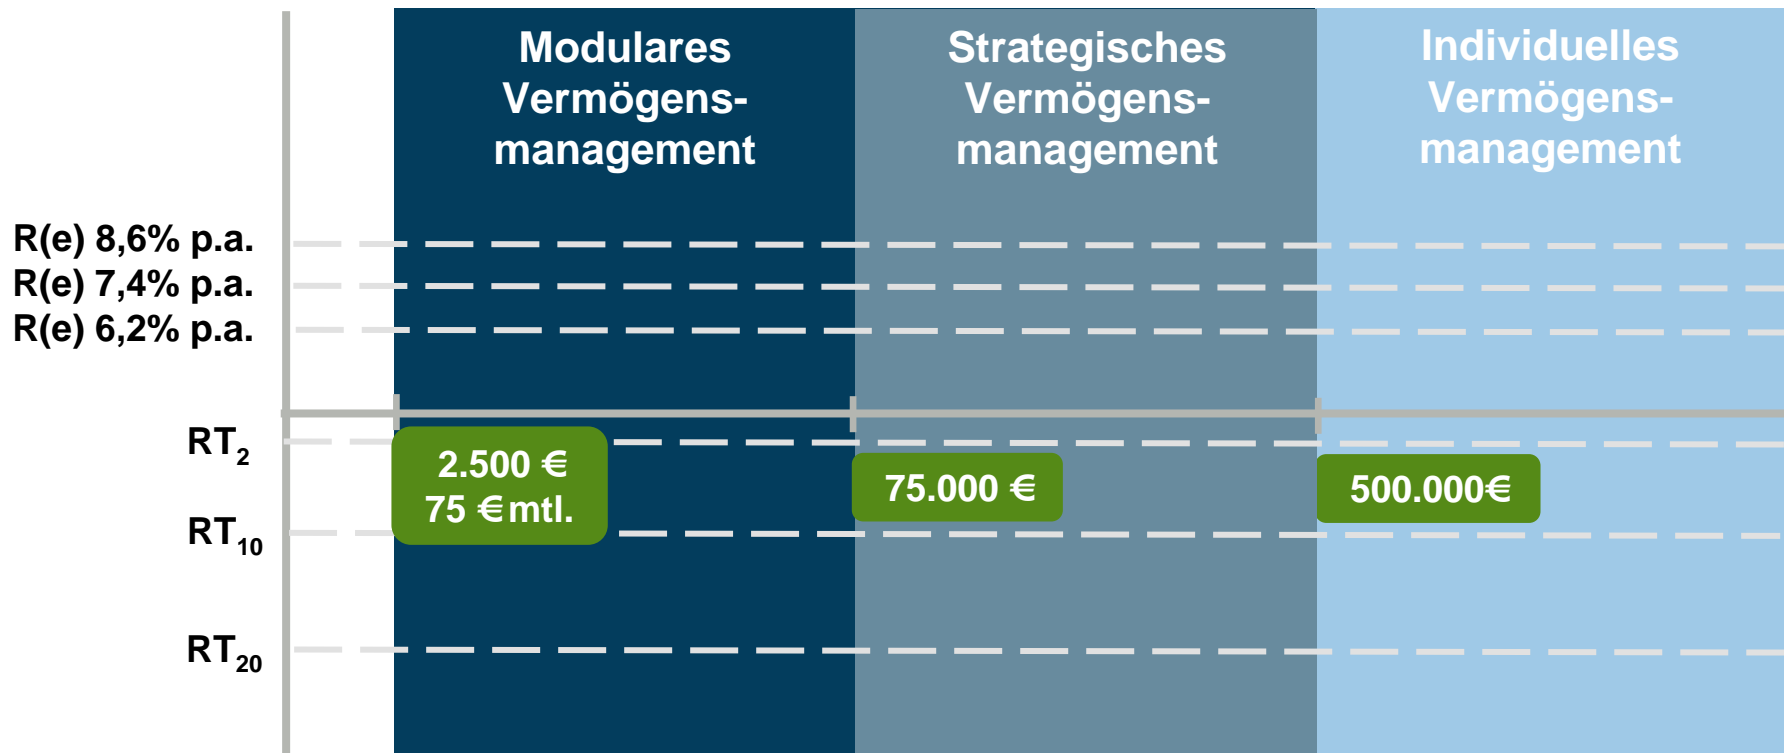 Modulares
Vermögens-
management
Strategisches
Vermögens-
management
Individuelles
Vermögens-
management
R(e) 8,6% p.a.
R(e) 7,4% p.a.
R(e) 6,2% p.a.
RT2
2.500 €
75 € mtl.
75.000 €
500.000€
RT10
RT20